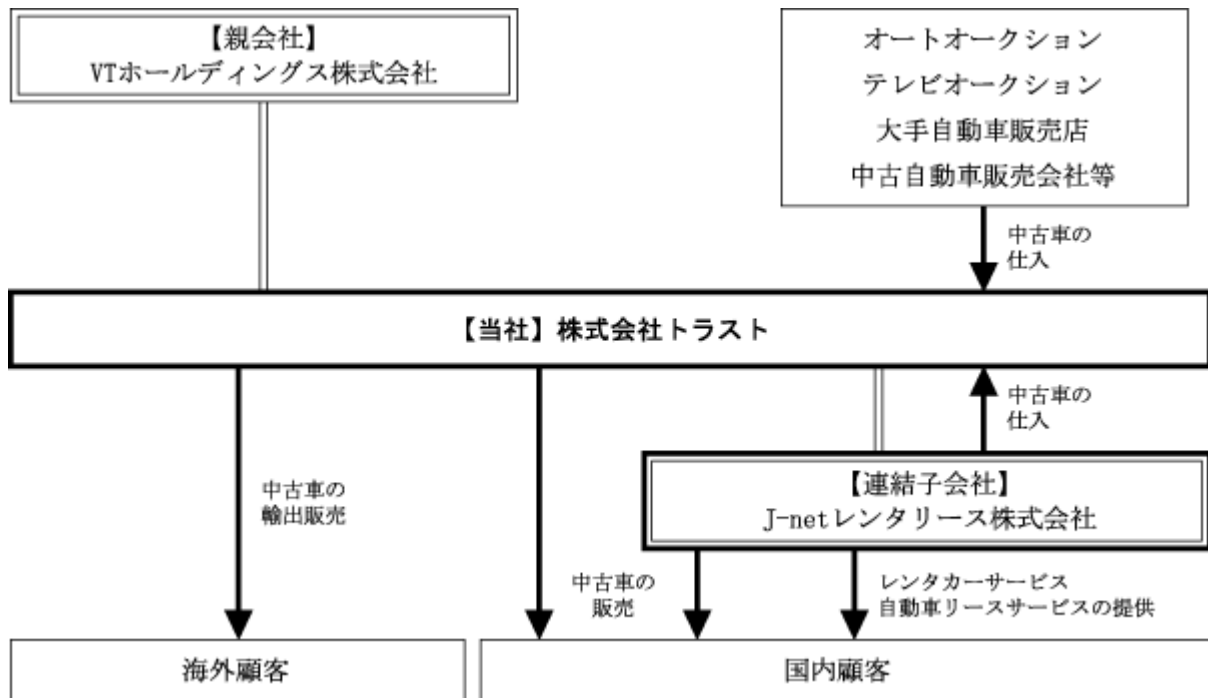 【親会社】
VTホールディングス株式会社
オートオークション
テレビオークション
大手自動車販売店
中古自動車販売会社等
中古車の
仕入
【当社】株式会社トラスト
中古車の
仕入
【連結子会社】
J-netレンタリース株式会社
中古車の
輸出販売
中古車の
販売
レンタカーサービス
自動車リースサービスの提供
海外顧客
国内顧客